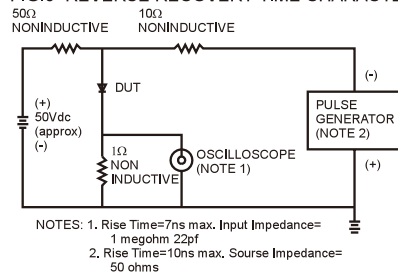 50Ω
NONINDUCTIVE
10Ω
NONINDUCTIVE
(+)
50Vdc
(approx)
(-)
DUT
1Ω
NON
INDUCTIVE
OSCILLOSCOPE
(NOTE 1)
(-)
PULSE
GENERATOR
(NOTE 2)
(+)
NOTES: 1. Rise Time=7ns max. Input Impedance=
1 megohm 22pf
2. Rise Time=10ns max. Sourse Impedance=
50 ohms